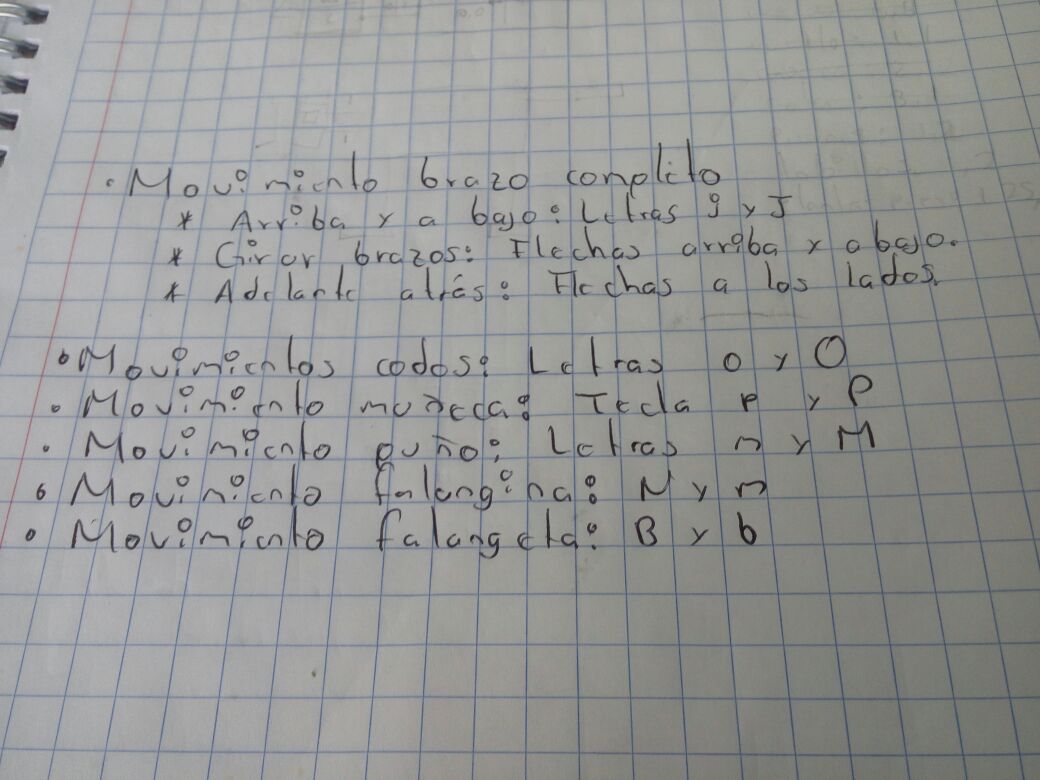 · Movimiento brazo completo
* Arriba y a bajo: Letras j y J
* Girar brazos: Flechas arriba y abajo.
* Adelante atrás: Flechas a los lados.
· Movimientos codos: Letras o y O
· Movimiento muñeca: Tecla p y P
· Movimiento puño: Letras m y M
· Movimiento falangina: N y n
· Movimiento falangeta: B y b